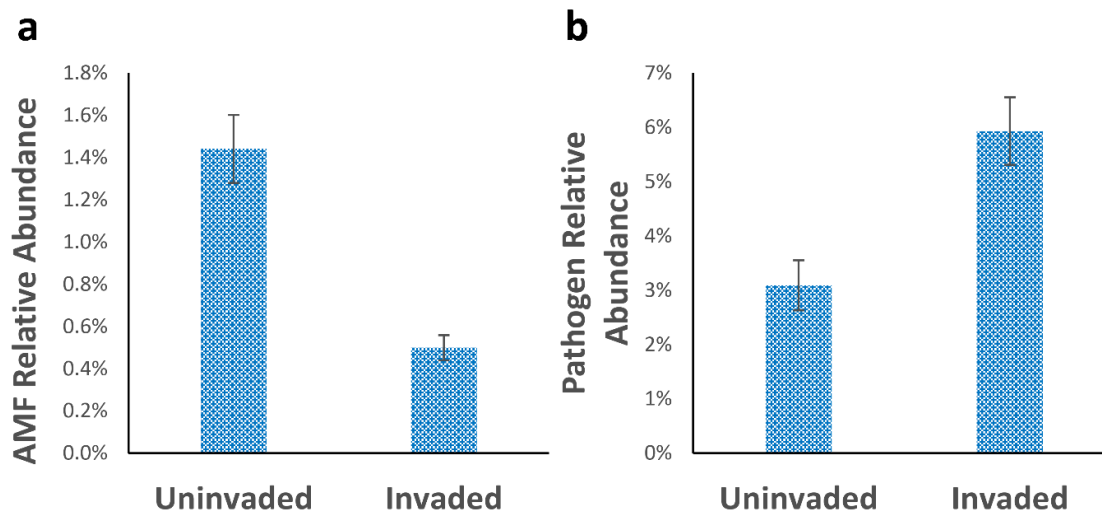 a
AMF Relative Abundance
1.8%
1.6%
1.4%
1.2%
1.0%
0.8%
0.6%
0.4%
0.2%
0.0%
Uninvaded
Invaded
b
Pathogen Relative
Abundance
7%
6%
5%
4%
3%
2%
1%
0%
Uninvaded
Invaded